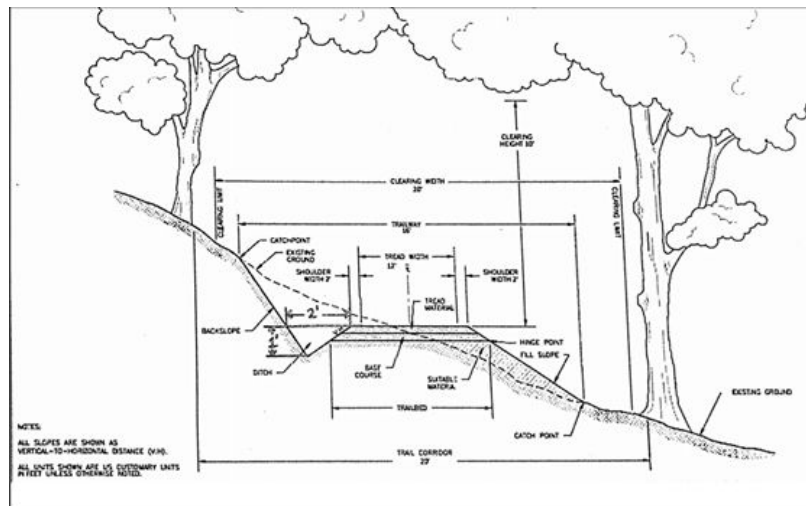 CLEARING
HEIGHT 10'
CLEARING WIDTH
20'
CLEARING LIMIT
CLEARING LIMIT
TRAILWAY
CATCHPOINT
EXISTING
GROUND
TREAD WIDTH
12'
SHOULDER
WIDTH 2'
SHOULDER
WIDTH 2'
TREAD
MATERIAL
2'
BACKSLOPE
HINGE POINT
FILL SLOPE
DITCH
BASE
COURSE
SUITABLE
MATERIAL
EXISTING GROUND
TRAILBED
CATCH POINT
NOTES:
ALL SLOPES ARE SHOWN AS
VERTICAL-TO-HORIZONTAL DISTANCE (V:H).
ALL UNITS SHOWN ARE US CUSTOMARY UNITS
IN FEET UNLESS OTHERWISE NOTED.
TRAIL CORRIDOR